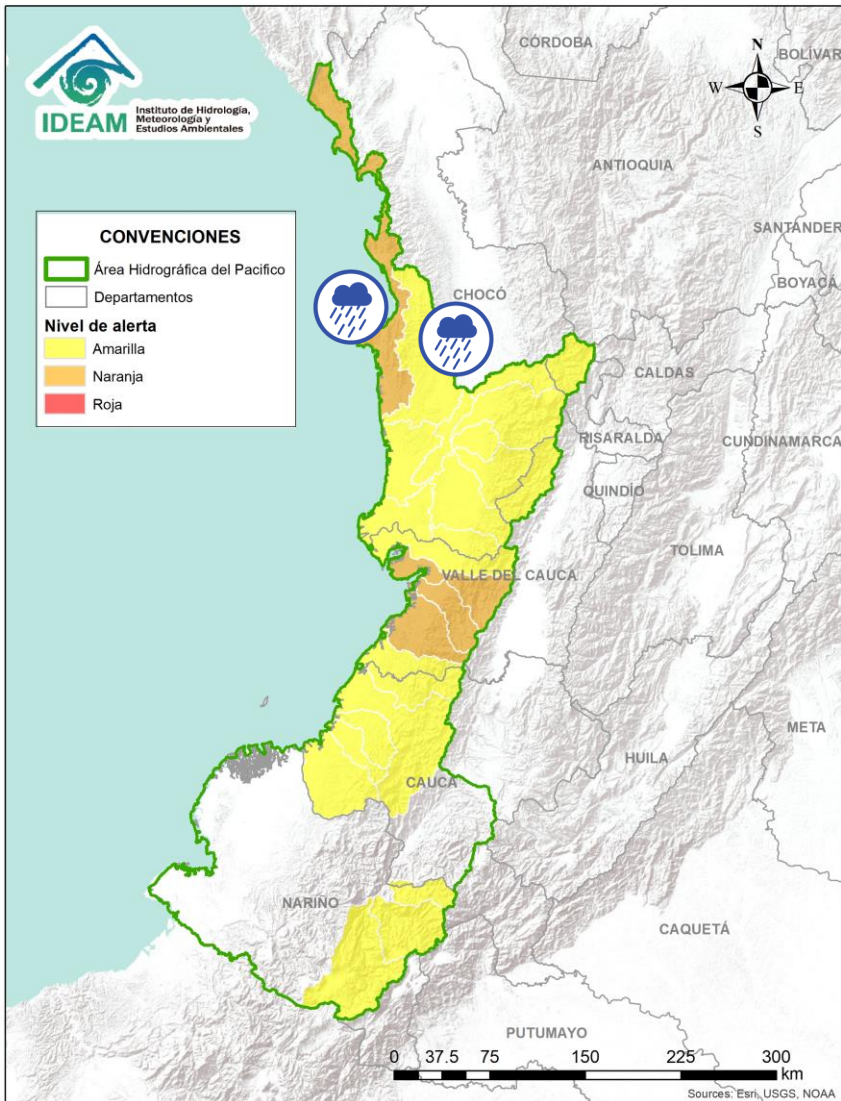 IDEAM
Instituto de Hidrología,
Meteorología y
Estudios Ambientales
N
W
E
S
CÓRDOBA
BOLÍVAR
ANTIOQUIA
SANTANDER
BOYACÁ
CONVENCIONES
Área Hidrográfica del Pacifico
Departamentos
Nivel de alerta
Amarilla
Naranja
Roja
CHOCÓ
CALDAS
RISARALDA
CUNDINAMARCA
QUINDÍO
TOLIMA
VALLE DEL CAUCA
META
HUILA
CAUCA
NARIÑO
CAQUETÁ
PUTUMAYO
0 37.5 75 150 225 300
km
Sources: Esri, USGS, NOAA